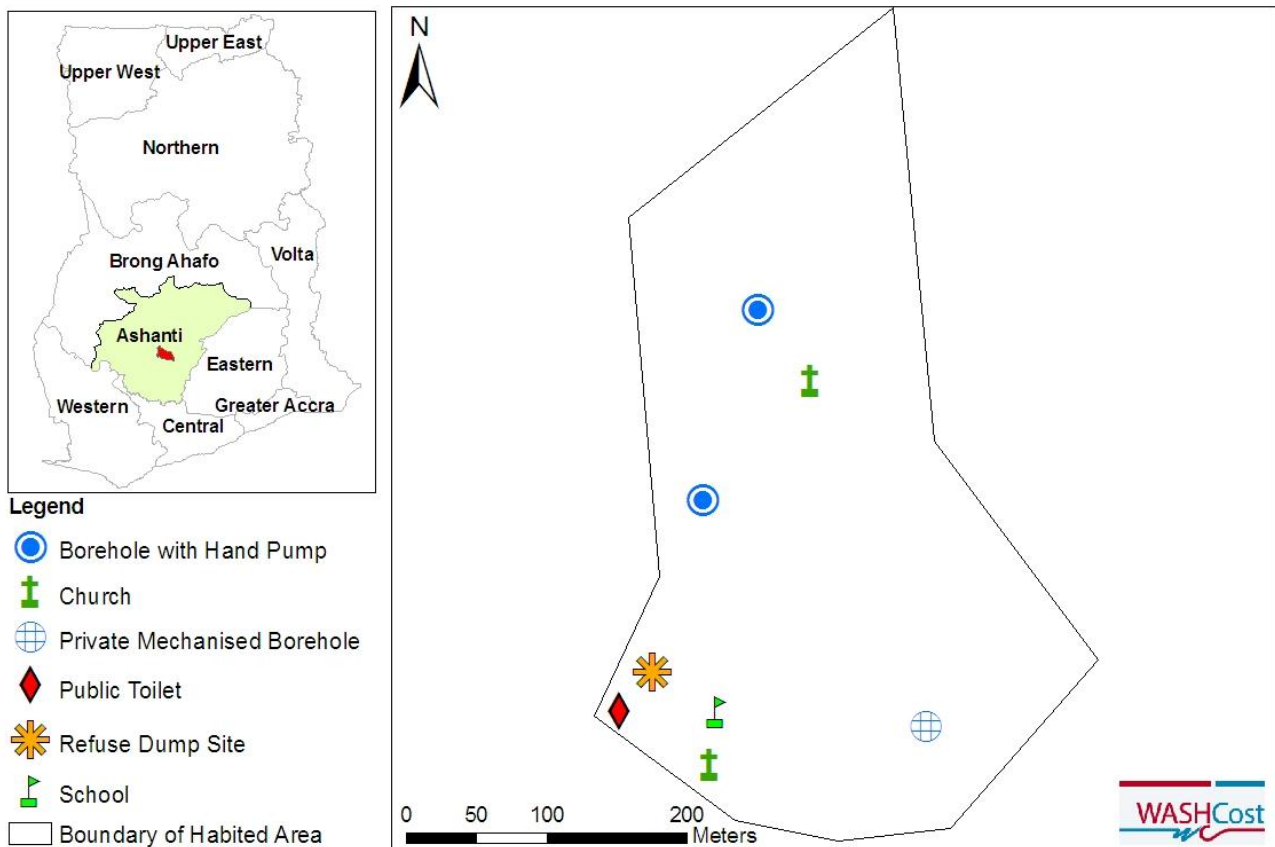 Upper East
Upper West
Northern
Volta
Brong Ahafo
Ashanti
Eastern
Western
Greater Accra
Central
Legend
Borehole with Hand Pump
Church
Private Mechanised Borehole
Public Toilet
Refuse Dump Site
School
Boundary of Habited Area
N
0 50 100 200
Meters
WASHCost